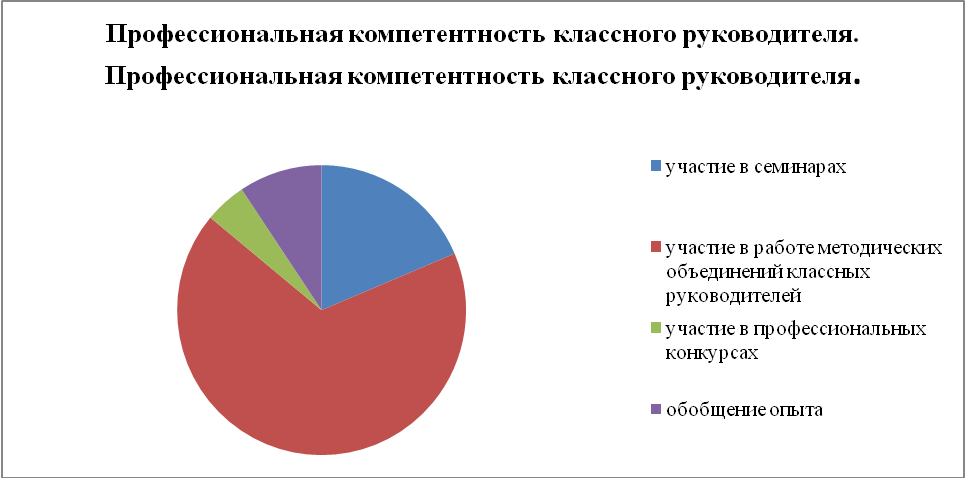 Профессиональная компетентность классного руководителя.
Профессиональная компетентность классного руководителя.
участие в семинарах
участие в работе методических
объединений классных
руководителей
участие в профессиональных
конкурсах
обобщение опыта